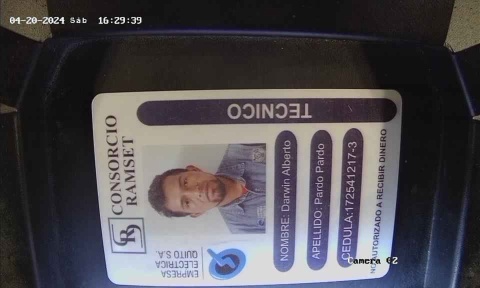 04-20-2024 Sáb 16:29:39
CONSORCIO
RAMSET
EMPRESA
ELECTRICA
QUITO S.A.
TECNICO
NOMBRE: Darwin Alberto
APELLIDO: Pardo Pardo
CEDULA:172541217-3
NO AUTORIZADO A RECIBIR DINERO
Camera 02